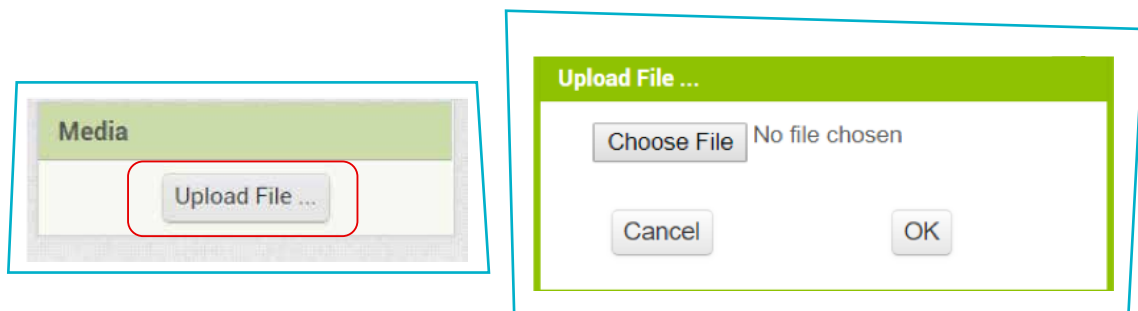 Media
Upload File ...
Upload File ...
Choose File No file chosen
Cancel OK